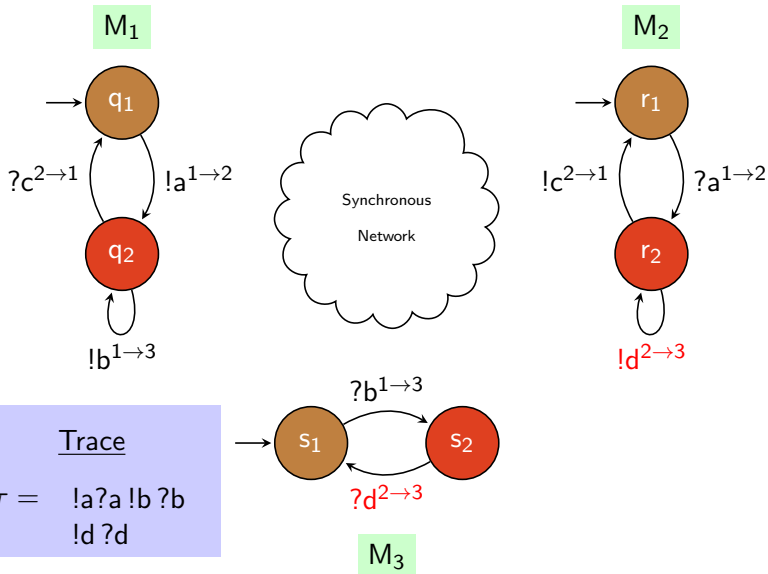 M₁ M₂
q₁ r₁
?c²→¹ !a¹→² !c²→¹ ?a¹→²
Synchronous
Network
q₂ r₂
!b¹→³ !d²→³
?b¹→³
s₁ s₂
?d²→³
M₃
Trace
= !a?a !b ?b
!d ?d